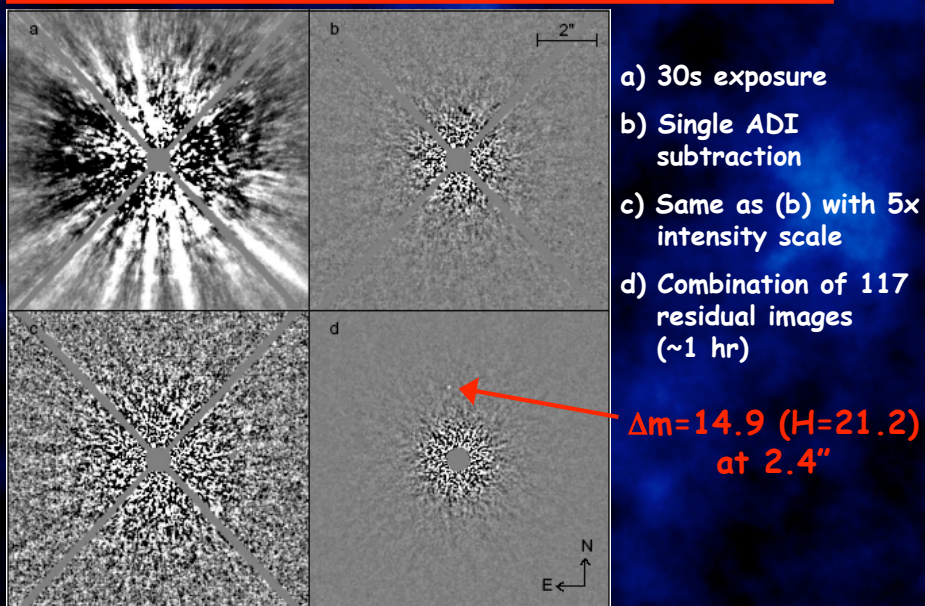 a
b
2"
c
d
N
E
a) 30s exposure
b) Single ADI
subtraction
c) Same as (b) with 5x
intensity scale
d) Combination of 117
residual images
(~1 hr)
Δm=14.9 (H=21.2)
at 2.4”